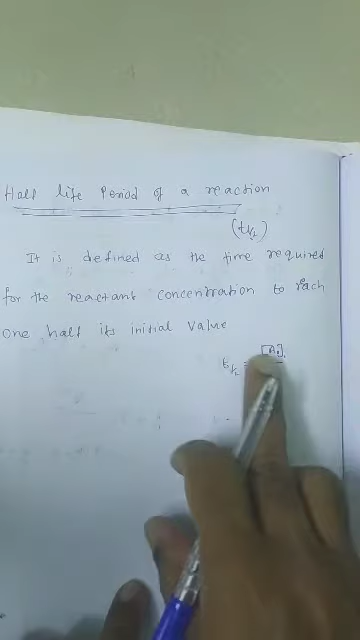 Half life Period of a reaction
(t½)
It is defined as the time required
for the reactant concentration to reach
one half its initial value
t½ =